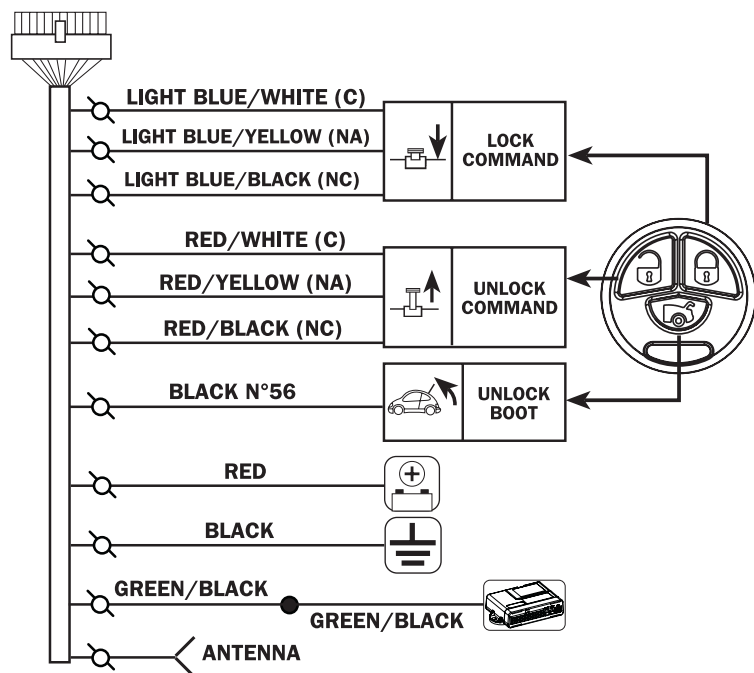 LIGHT BLUE/WHITE (C)
LIGHT BLUE/YELLOW (NA)
LIGHT BLUE/BLACK (NC)
LOCK
COMMAND
RED/WHITE (C)
RED/YELLOW (NA)
RED/BLACK (NC)
UNLOCK
COMMAND
BLACK N°56
UNLOCK
BOOT
RED
BLACK
GREEN/BLACK
GREEN/BLACK
ANTENNA